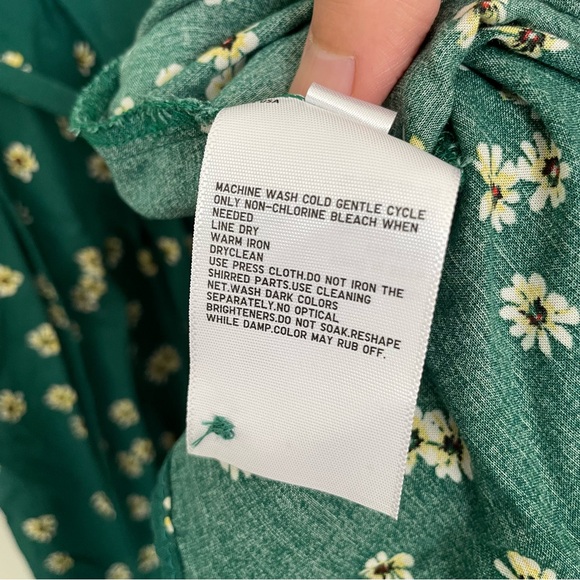 SA
MACHINE WASH COLD GENTLE CYCLE
ONLY NON-CHLORINE BLEACH WHEN
NEEDED
LINE DRY
WARM IRON
DRYCLEAN
USE PRESS CLOTH.DO NOT IRON THE
SHIRRED PARTS.USE CLEANING
NET.WASH DARK COLORS
SEPARATELY.NO OPTICAL
BRIGHTENERS.DO NOT SOAK.RESHAPE
WHILE DAMP.COLOR MAY RUB OFF.